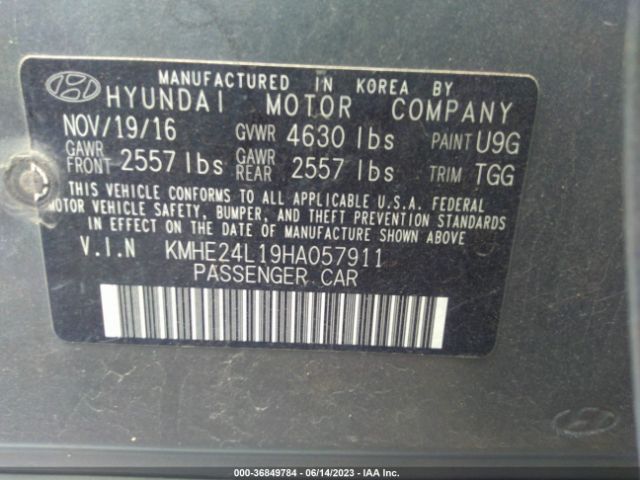 MANUFACTURED IN KOREA BY
HYUNDAI MOTOR COMPANY
NOV/19/16 GVWR 4630 lbs PAINT U9G
GAWR FRONT 2557 lbs GAWR REAR 2557 lbs TRIM TGG
THIS VEHICLE CONFORMS TO ALL APPLICABLE U.S.A. FEDERAL
MOTOR VEHICLE SAFETY, BUMPER, AND THEFT PREVENTION STANDARDS
IN EFFECT ON THE DATE OF MANUFACTURE SHOWN ABOVE.
V.I.N KMHE24L19HA057911
PASSENGER CAR
000-36849784 - 06/14/2023 - IAA Inc.